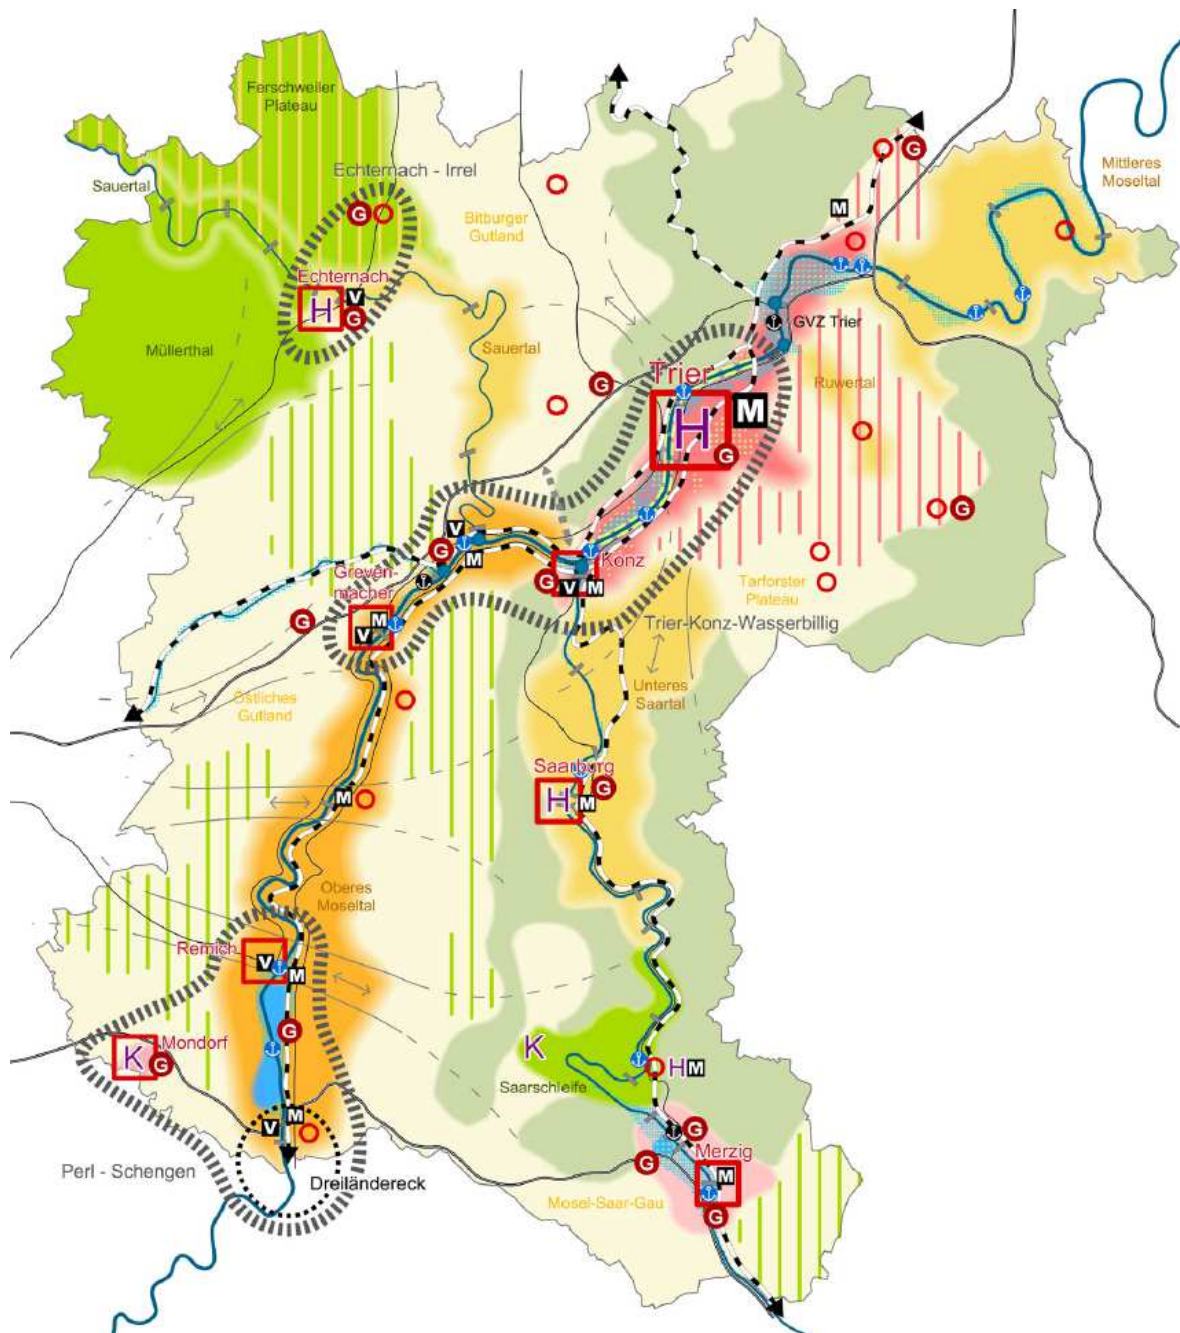 Ferschweiler
Plateau
Sauertal
Echternach - Irrel
Mittleres
Moseltal
G
G
M
Bitburger
Gutland
Echternach
H
V
G
GVZ Trier
Müllerthal
Sauertal
Trier
H
M
G
G
Ruwertal
G
V
G
M
Konz
G
V
M
Greven-
macher
M
V
G
Tarforster
Plateau
Trier-Konz-Wasserbillig
Östliches
Gutland
Unteres
Saartal
Saarburg
H
M
G
M
Oberes
Moseltal
Remich
V
M
G
Mondorf
K
G
K
H
M
Saarschleife
M
V
G
Merzig
G
M
Perl - Schengen
Dreiländereck
Mosel-Saar-Gau
G